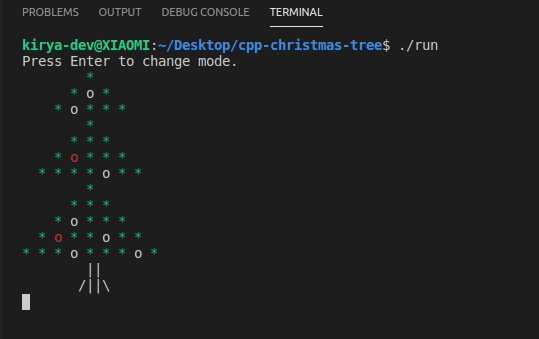 PROBLEMS OUTPUT DEBUG CONSOLE TERMINAL
kirya-dev@XIAOMI:~/Desktop/cpp-christmas-tree$ ./run
Press Enter to change mode.
        *
      * o *
    * o * * *
        *
      * * *
    * o * * *
  * * * * o * *
        *
      * * *
    * o * * *
  * o * * o * *
* * * o * * * o *
        ||
       /||\